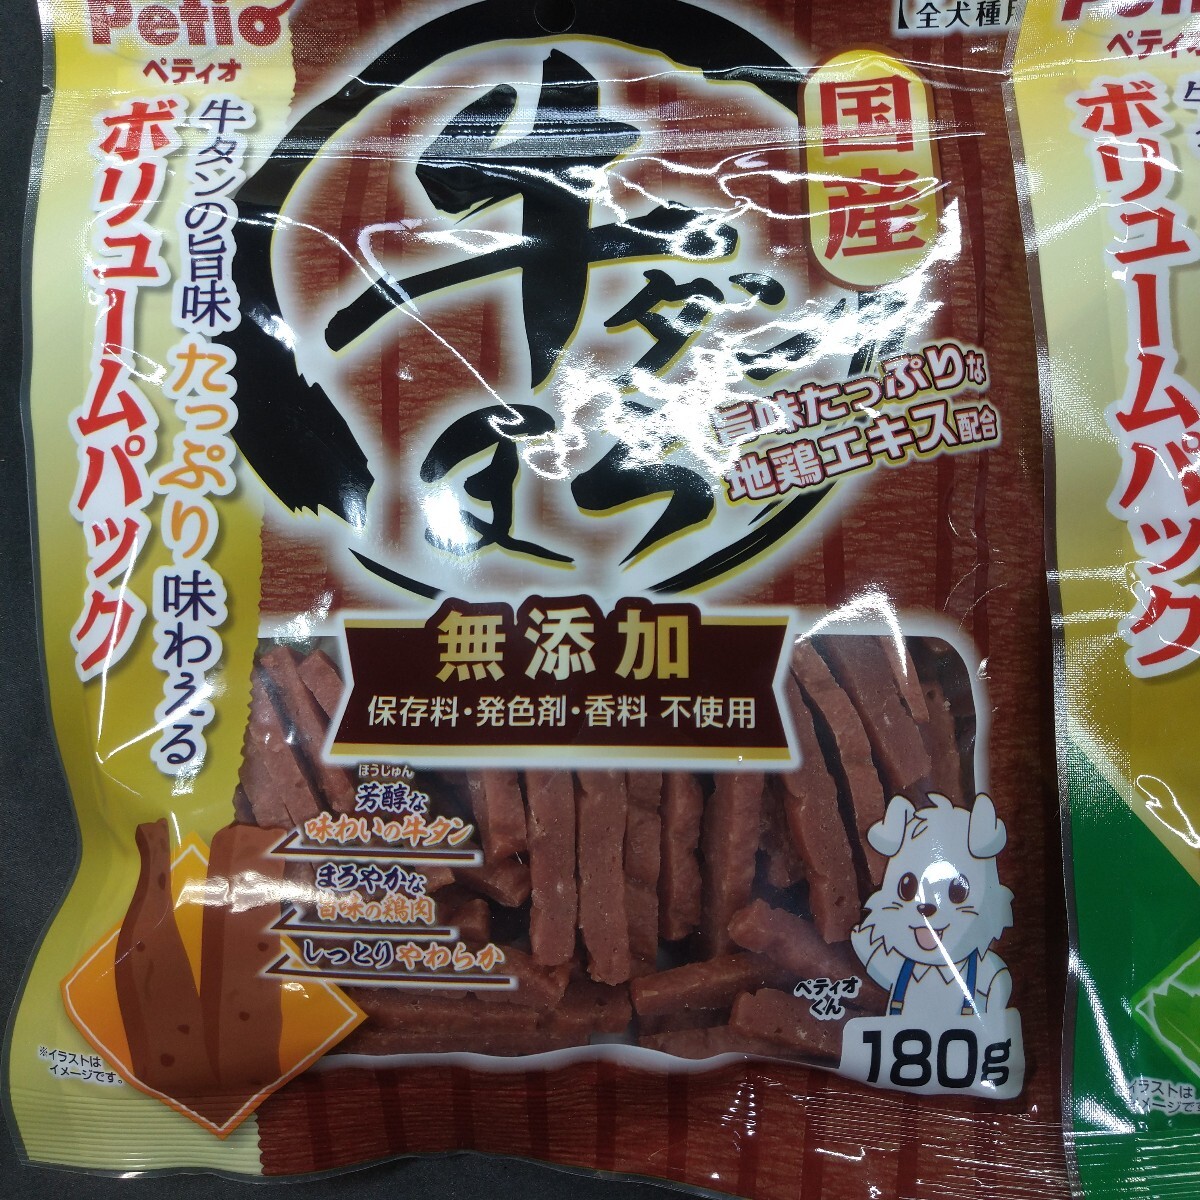 Petio
ペティオ
牛タンの旨味たっぷり味わえる
ボリュームパック
【全犬種用
国産
牛タン
旨味たっぷりな
地鶏エキス配合
無添加
保存料・発色剤・香料 不使用
ほうじゅん
芳醇な
味わいの牛タン
まろやかな
旨味の鶏肉
しっとりやわらか
※イラストは
イメージです。
ペティオ
くん
180g
Petio
ペティオ
ボリュームパック
イラストは
メージです